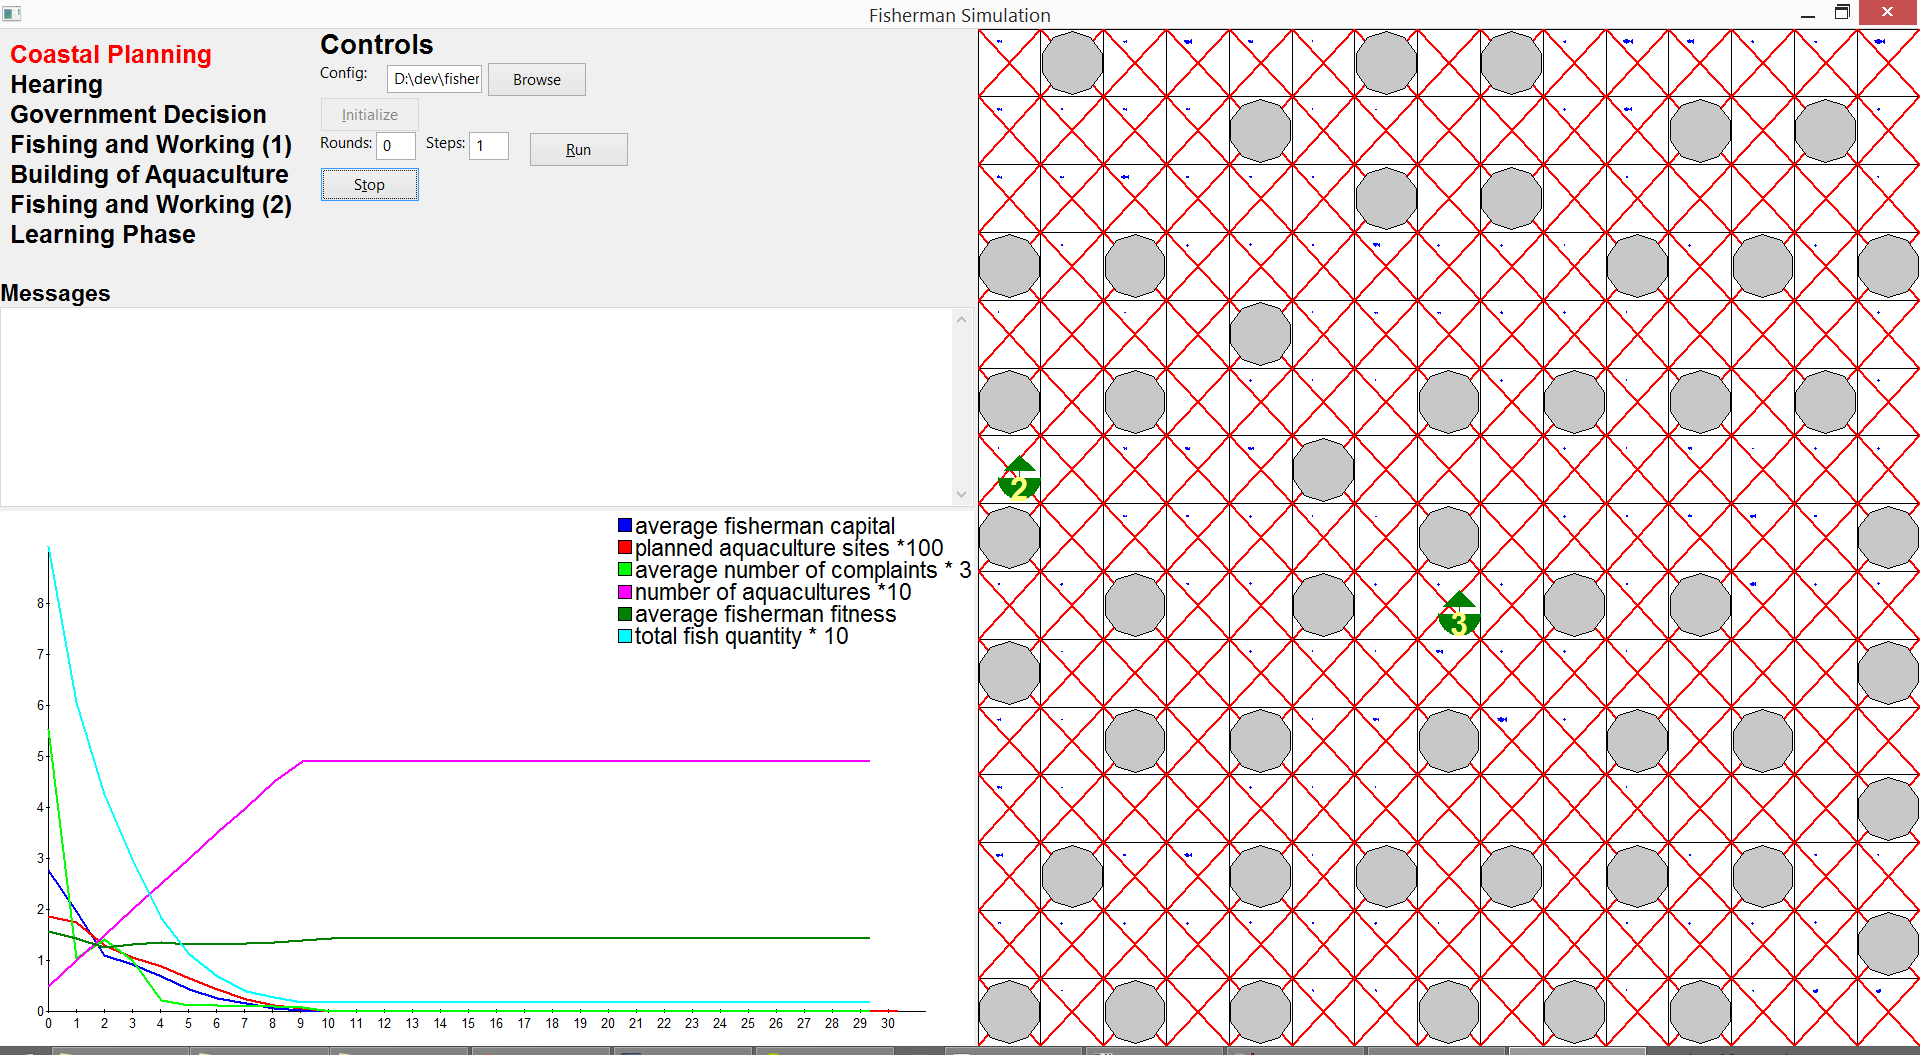 Fisherman Simulation
Coastal Planning
Hearing
Government Decision
Fishing and Working (1)
Building of Aquaculture
Fishing and Working (2)
Learning Phase
Controls
Config: D:\dev\fisher Browse
Initialize
Rounds: 0 Steps: 1 Run
Stop
Messages
average fisherman capital
planned aquaculture sites *100
average number of complaints * 3
number of aquacultures *10
average fisherman fitness
total fish quantity * 10
8
7
6
5
4
3
2
1
0
0 1 2 3 4 5 6 7 8 9 10 11 12 13 14 15 16 17 18 19 20 21 22 23 24 25 26 27 28 29 30
2
3